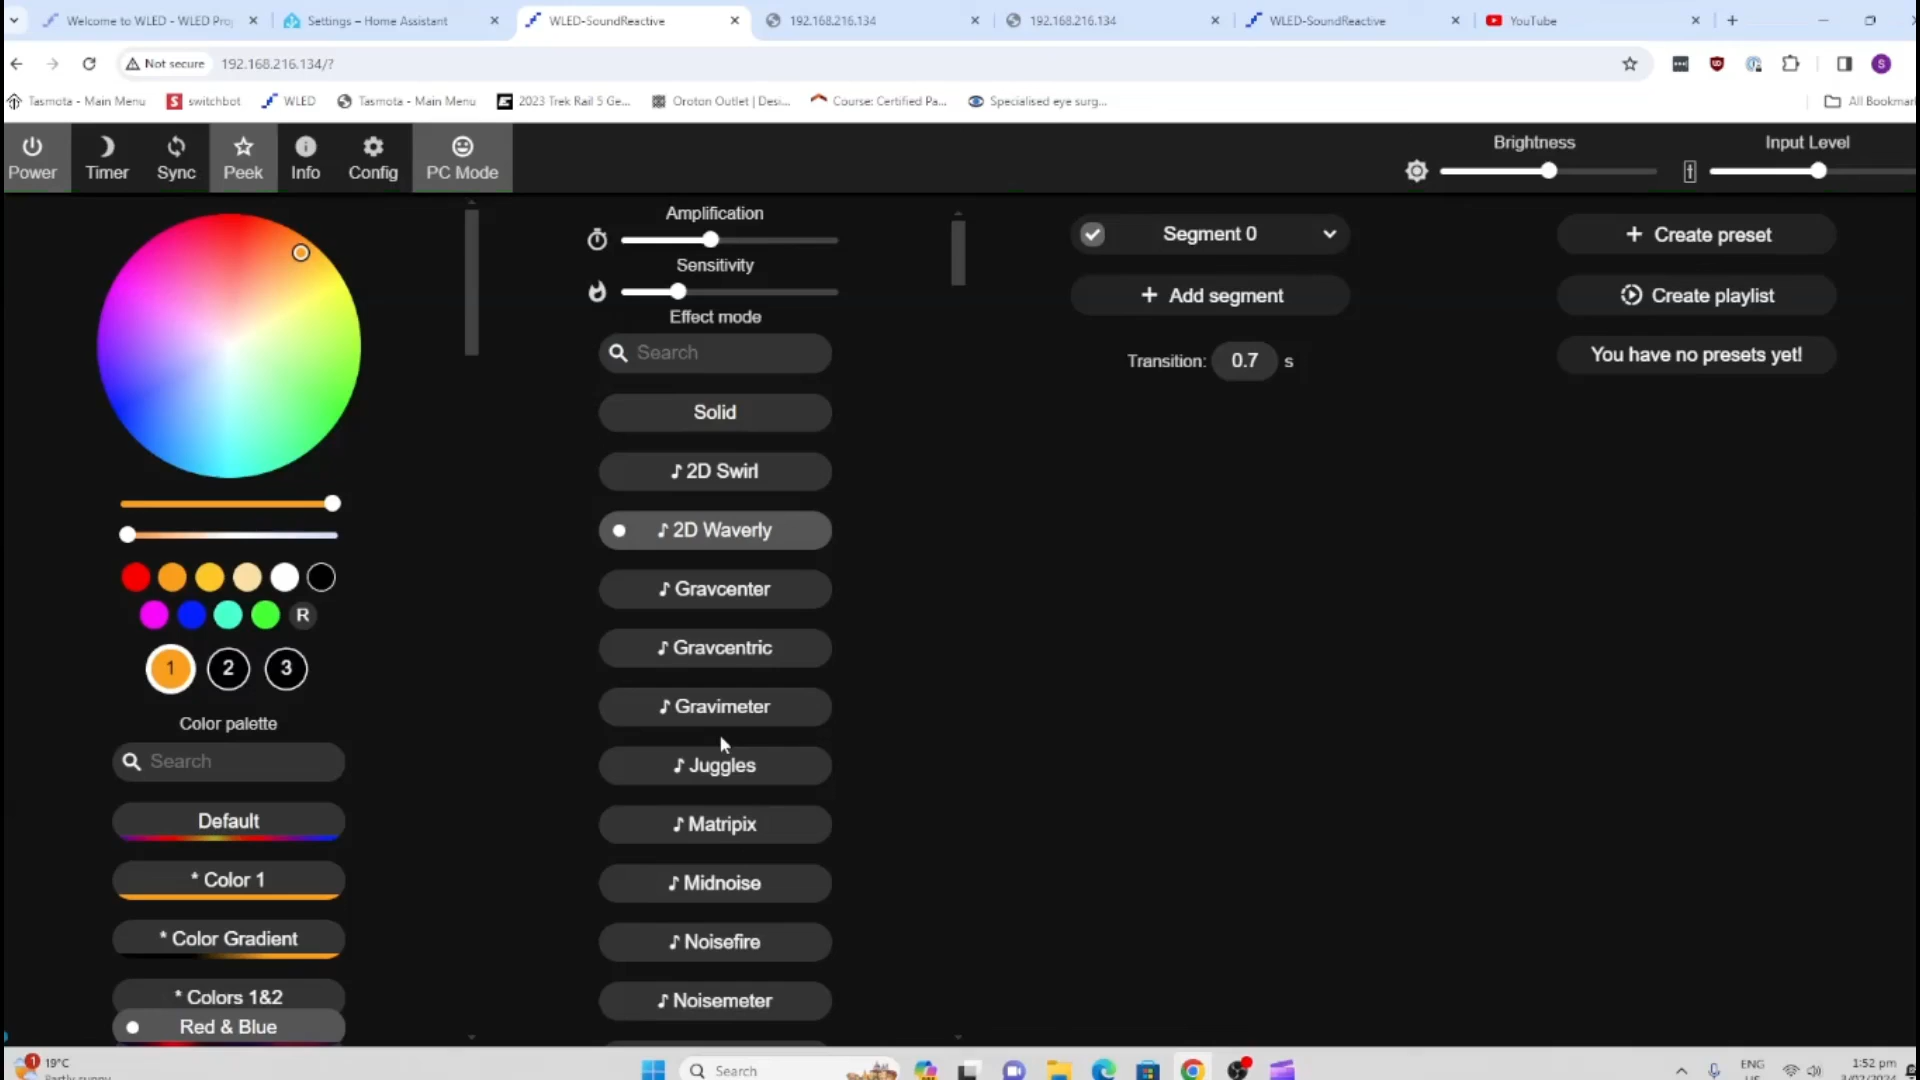 Welcome to WLED - WLED Proj
Settings – Home Assistant
WLED-SoundReactive
192.168.216.134
192.168.216.134
WLED-SoundReactive
YouTube
Not secure
192.168.216.134/?
Tasmota - Main Menu
switchbot
WLED
Tasmota - Main Menu
2023 Trek Rail 5 Ge...
Oroton Outlet | Desi...
Course: Certified Pa...
Specialised eye surg...
All Bookmar
Power
Timer
Sync
Peek
Info
Config
PC Mode
Brightness
Input Level
1
2
3
R
Color palette
Search
Default
* Color 1
* Color Gradient
* Colors 1&2
Red & Blue
Amplification
Sensitivity
Effect mode
Search
Solid
♪ 2D Swirl
♪ 2D Waverly
♪ Gravcenter
♪ Gravcentric
♪ Gravimeter
♪ Juggles
♪ Matripix
♪ Midnoise
♪ Noisefire
♪ Noisemeter
Segment 0
+ Add segment
Transition: 0.7 s
+ Create preset
Create playlist
You have no presets yet!
1
19°C
Partly sunny
Search
ENG
1:52 pm